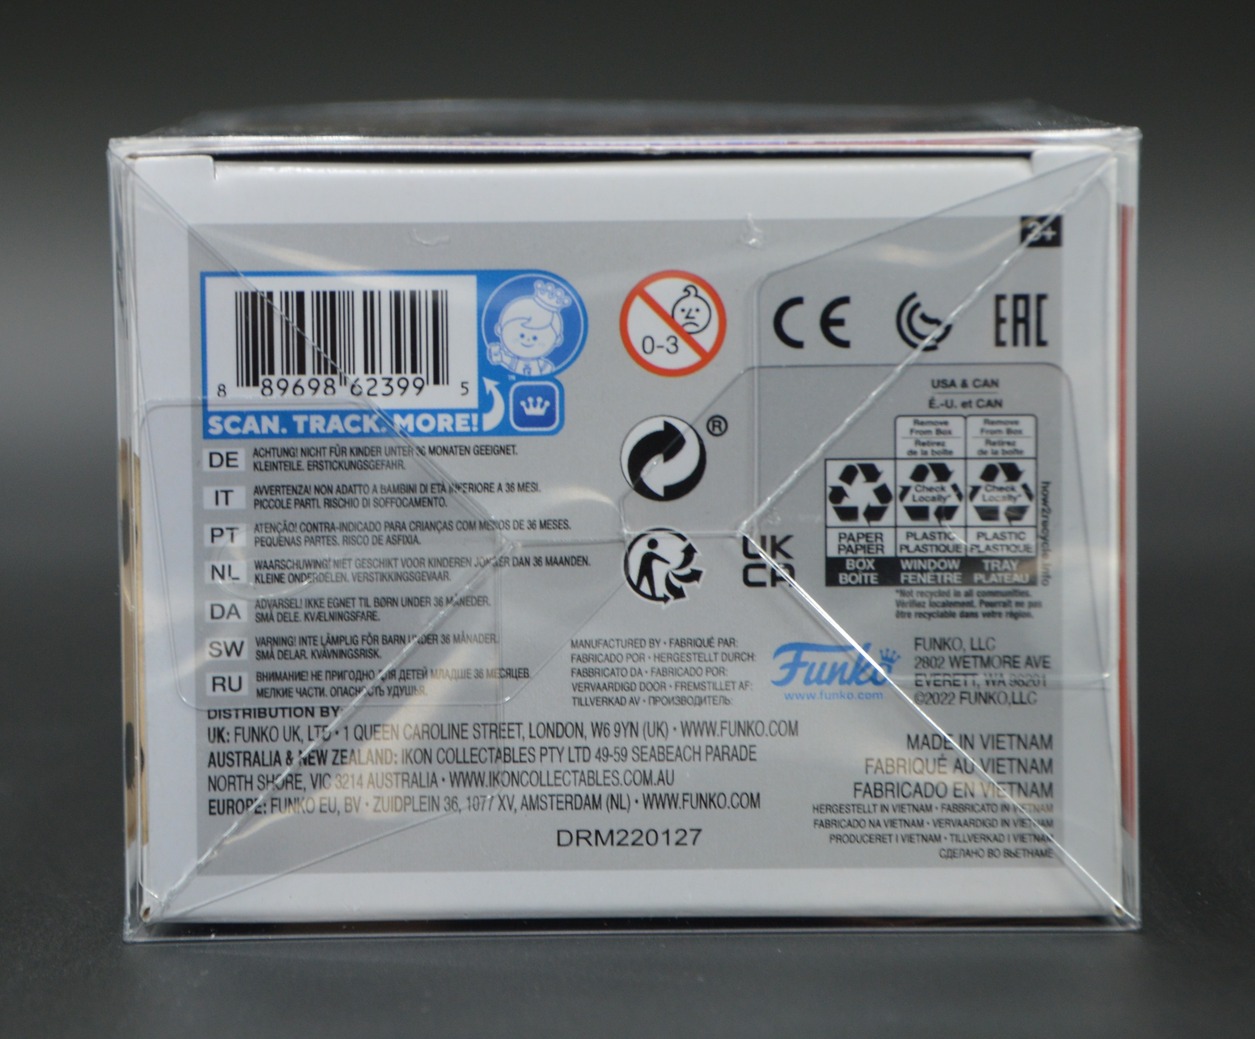 3+
8 89698 62399 5
SCAN. TRACK. MORE!
™
0-3
CE
EAC
®
UK
CA
DE ACHTUNG! NICHT FÜR KINDER UNTER 36 MONATEN GEEIGNET.
KLEINTEILE. ERSTICKUNGSGEFAHR.
IT AVVERTENZA! NON ADATTO A BAMBINI DI ETÀ INFERIORE A 36 MESI.
PICCOLE PARTI. RISCHIO DI SOFFOCAMENTO.
PT ATENÇÃO! CONTRA-INDICADO PARA CRIANÇAS COM MENOS DE 36 MESES.
PEQUENAS PARTES. RISCO DE ASFIXIA.
NL WAARSCHUWING! NIET GESCHIKT VOOR KINDEREN JONGER DAN 36 MAANDEN.
KLEINE ONDERDELEN. VERSTIKKINGSGEVAAR.
DA ADVARSEL! IKKE EGNET TIL BØRN UNDER 36 MÅNEDER.
SMÅ DELE. KVÆLNINGSFARE.
SW VARNING! INTE LÄMPLIG FÖR BARN UNDER 36 MÅNADER.
SMÅ DELAR. KVÄVNINGSRISK.
RU ВНИМАНИЕ! НЕ ПРИГОДНО ДЛЯ ДЕТЕЙ МЛАДШЕ 36 МЕСЯЦЕВ.
МЕЛКИЕ ЧАСТИ. ОПАСНОСТЬ УДУШЬЯ.
USA & CAN
É.-U. et CAN
Remove From Box
Retirez de la boîte
Remove From Box
Retirez de la boîte
Check Locally*
Check Locally*
PAPER
PAPIER
PLASTIC
PLASTIQUE
PLASTIC
PLASTIQUE
BOX
BOÎTE
WINDOW
FENÊTRE
TRAY
PLATEAU
how2recycle.info
*Not recycled in all communities.
Vérifiez localement. Pourrait ne pas
être recyclable dans votre région.
MANUFACTURED BY • FABRIQUÉ PAR:
FABRICADO POR • HERGESTELLT DURCH:
FABBRICATO DA • FABRICADO POR:
VERVAARDIGD DOOR • FREMSTILLET AF:
TILLVERKAD AV • ПРОИЗВОДИТЕЛЬ:
Funko
www.funko.com
FUNKO, LLC
2802 WETMORE AVE
EVERETT, WA 98201
©2022 FUNKO,LLC
DISTRIBUTION BY:
UK: FUNKO UK, LTD • 1 QUEEN CAROLINE STREET, LONDON, W6 9YN (UK) • WWW.FUNKO.COM
AUSTRALIA & NEW ZEALAND: IKON COLLECTABLES PTY LTD 49-59 SEABEACH PARADE
NORTH SHORE, VIC 3214 AUSTRALIA • WWW.IKONCOLLECTABLES.COM.AU
EUROPE: FUNKO EU, BV • ZUIDPLEIN 36, 1077 XV, AMSTERDAM (NL) • WWW.FUNKO.COM
DRM220127
MADE IN VIETNAM
FABRIQUÉ AU VIETNAM
FABRICADO EN VIETNAM
HERGESTELLT IN VIETNAM • FABBRICATO IN VIETNAM
FABRICADO NA VIETNAM • VERVAARDIGD IN VIETNAM
PRODUCERET I VIETNAM • TILLVERKAD I VIETNAM
СДЕЛАНО ВО ВЬЕТНАМЕ